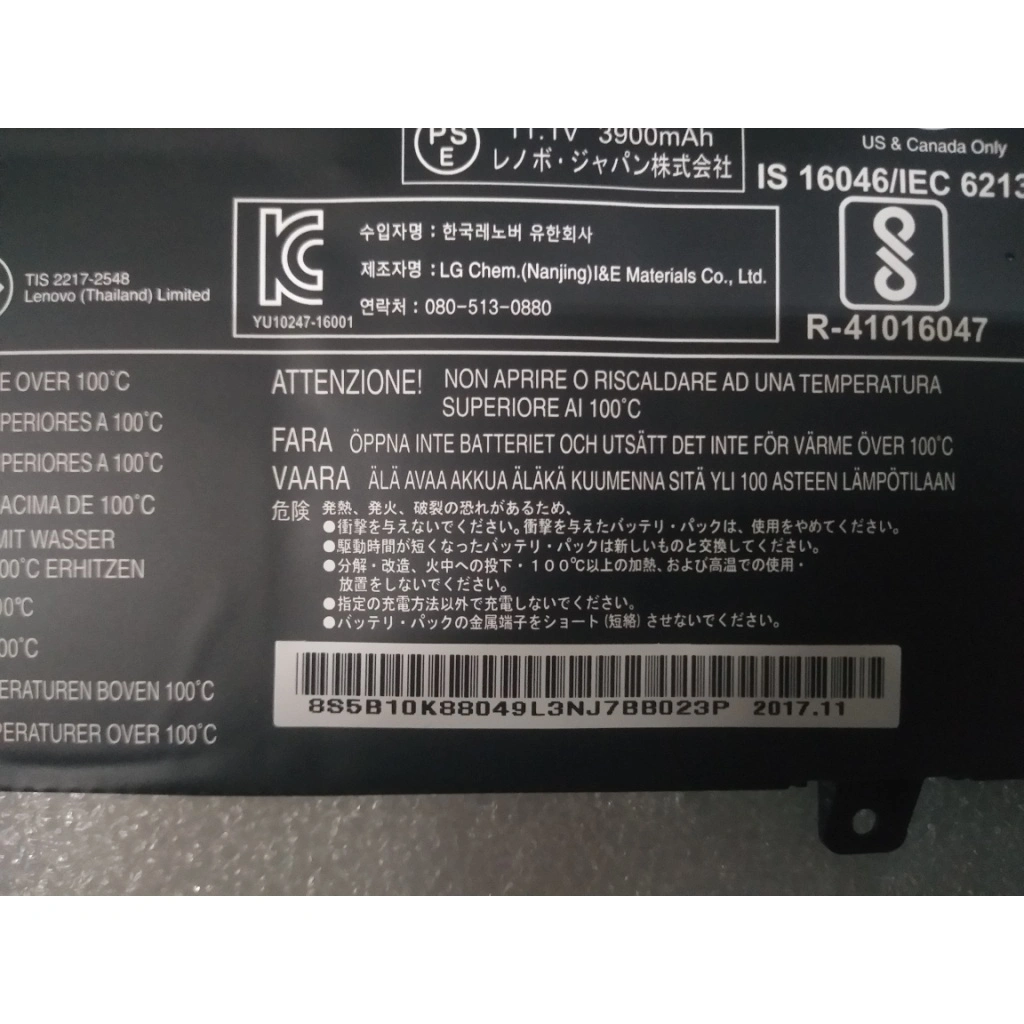 PS
E
11.1V 3900mAh
レノボ・ジャパン株式会社
US & Canada Only
IS 16046/IEC 6213
R-41016047
TIS 2217-2548
Lenovo (Thailand) Limited
YU10247-16001
수입자명 : 한국레노버 유한회사
제조자명 : LG Chem.(Nanjing)I&E Materials Co., Ltd.
연락처 : 080-513-0880
E OVER 100°C
PERIORES A 100°C
PERIORES A 100°C
ACIMA DE 100°C
MIT WASSER
00°C ERHITZEN
00°C
00°C
ERATUREN BOVEN 100°C
PERATURER OVER 100°C
ATTENZIONE! NON APRIRE O RISCALDARE AD UNA TEMPERATURA
SUPERIORE AI 100°C
FARA ÖPPNA INTE BATTERIET OCH UTSÄTT DET INTE FÖR VÄRME ÖVER 100°C
VAARA ÄLÄ AVAA AKKUA ÄLÄKÄ KUUMENNA SITÄ YLI 100 ASTEEN LÄMPÖTILAAN
危険 発熱、発火、破裂の恐れがあるため、
●衝撃を与えないでください。衝撃を与えたバッテリ・パックは、使用をやめてください。
●駆動時間が短くなったバッテリ・パックは新しいものと交換してください。
●分解・改造、火中への投下・100℃以上の加熱、および高温での使用・
放置をしないでください。
●指定の充電方法以外で充電しないでください。
●バッテリ・パックの金属端子をショート(短絡)させないでください。
8S5B10K88049L3NJ7BB023P 2017.11